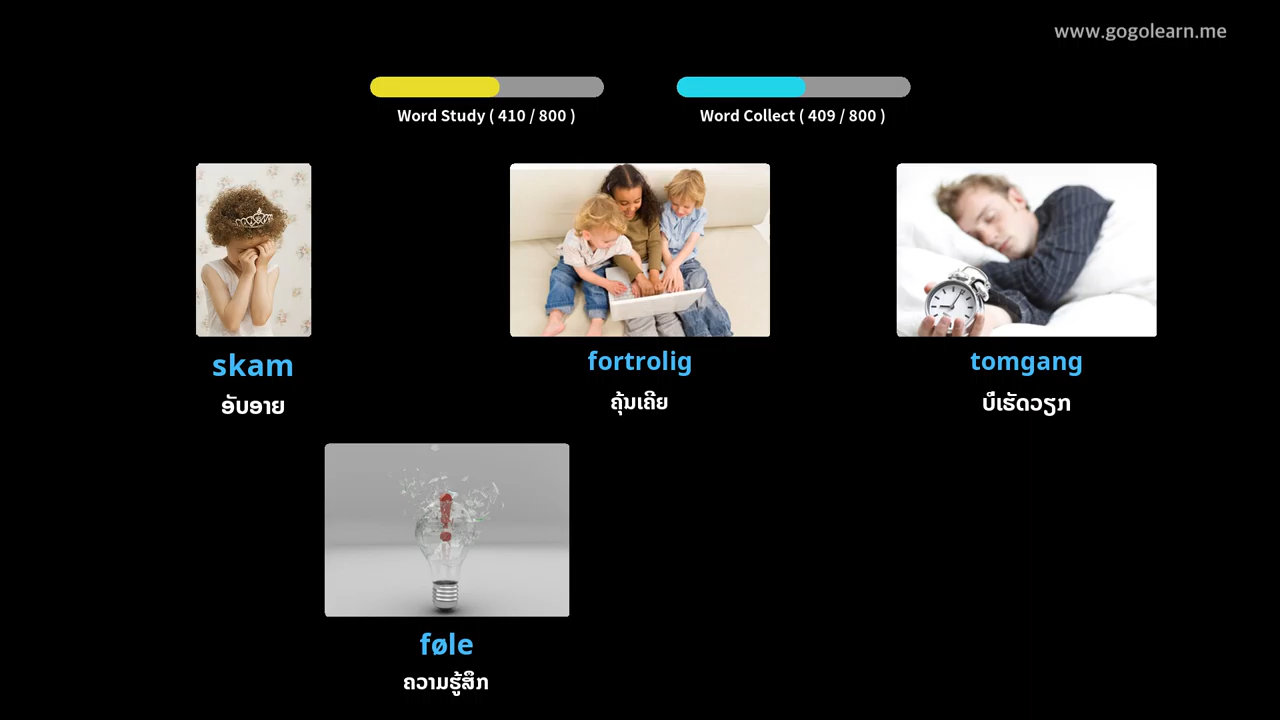 www.gogolearn.me
Word Study ( 410 / 800 )
Word Collect ( 409 / 800 )
skam
ອັບອາຍ
fortrolig
ຄຸ້ນເຄີຍ
tomgang
ບໍ່ເຮັດວຽກ
føle
ຄວາມຮູ້ສຶກ